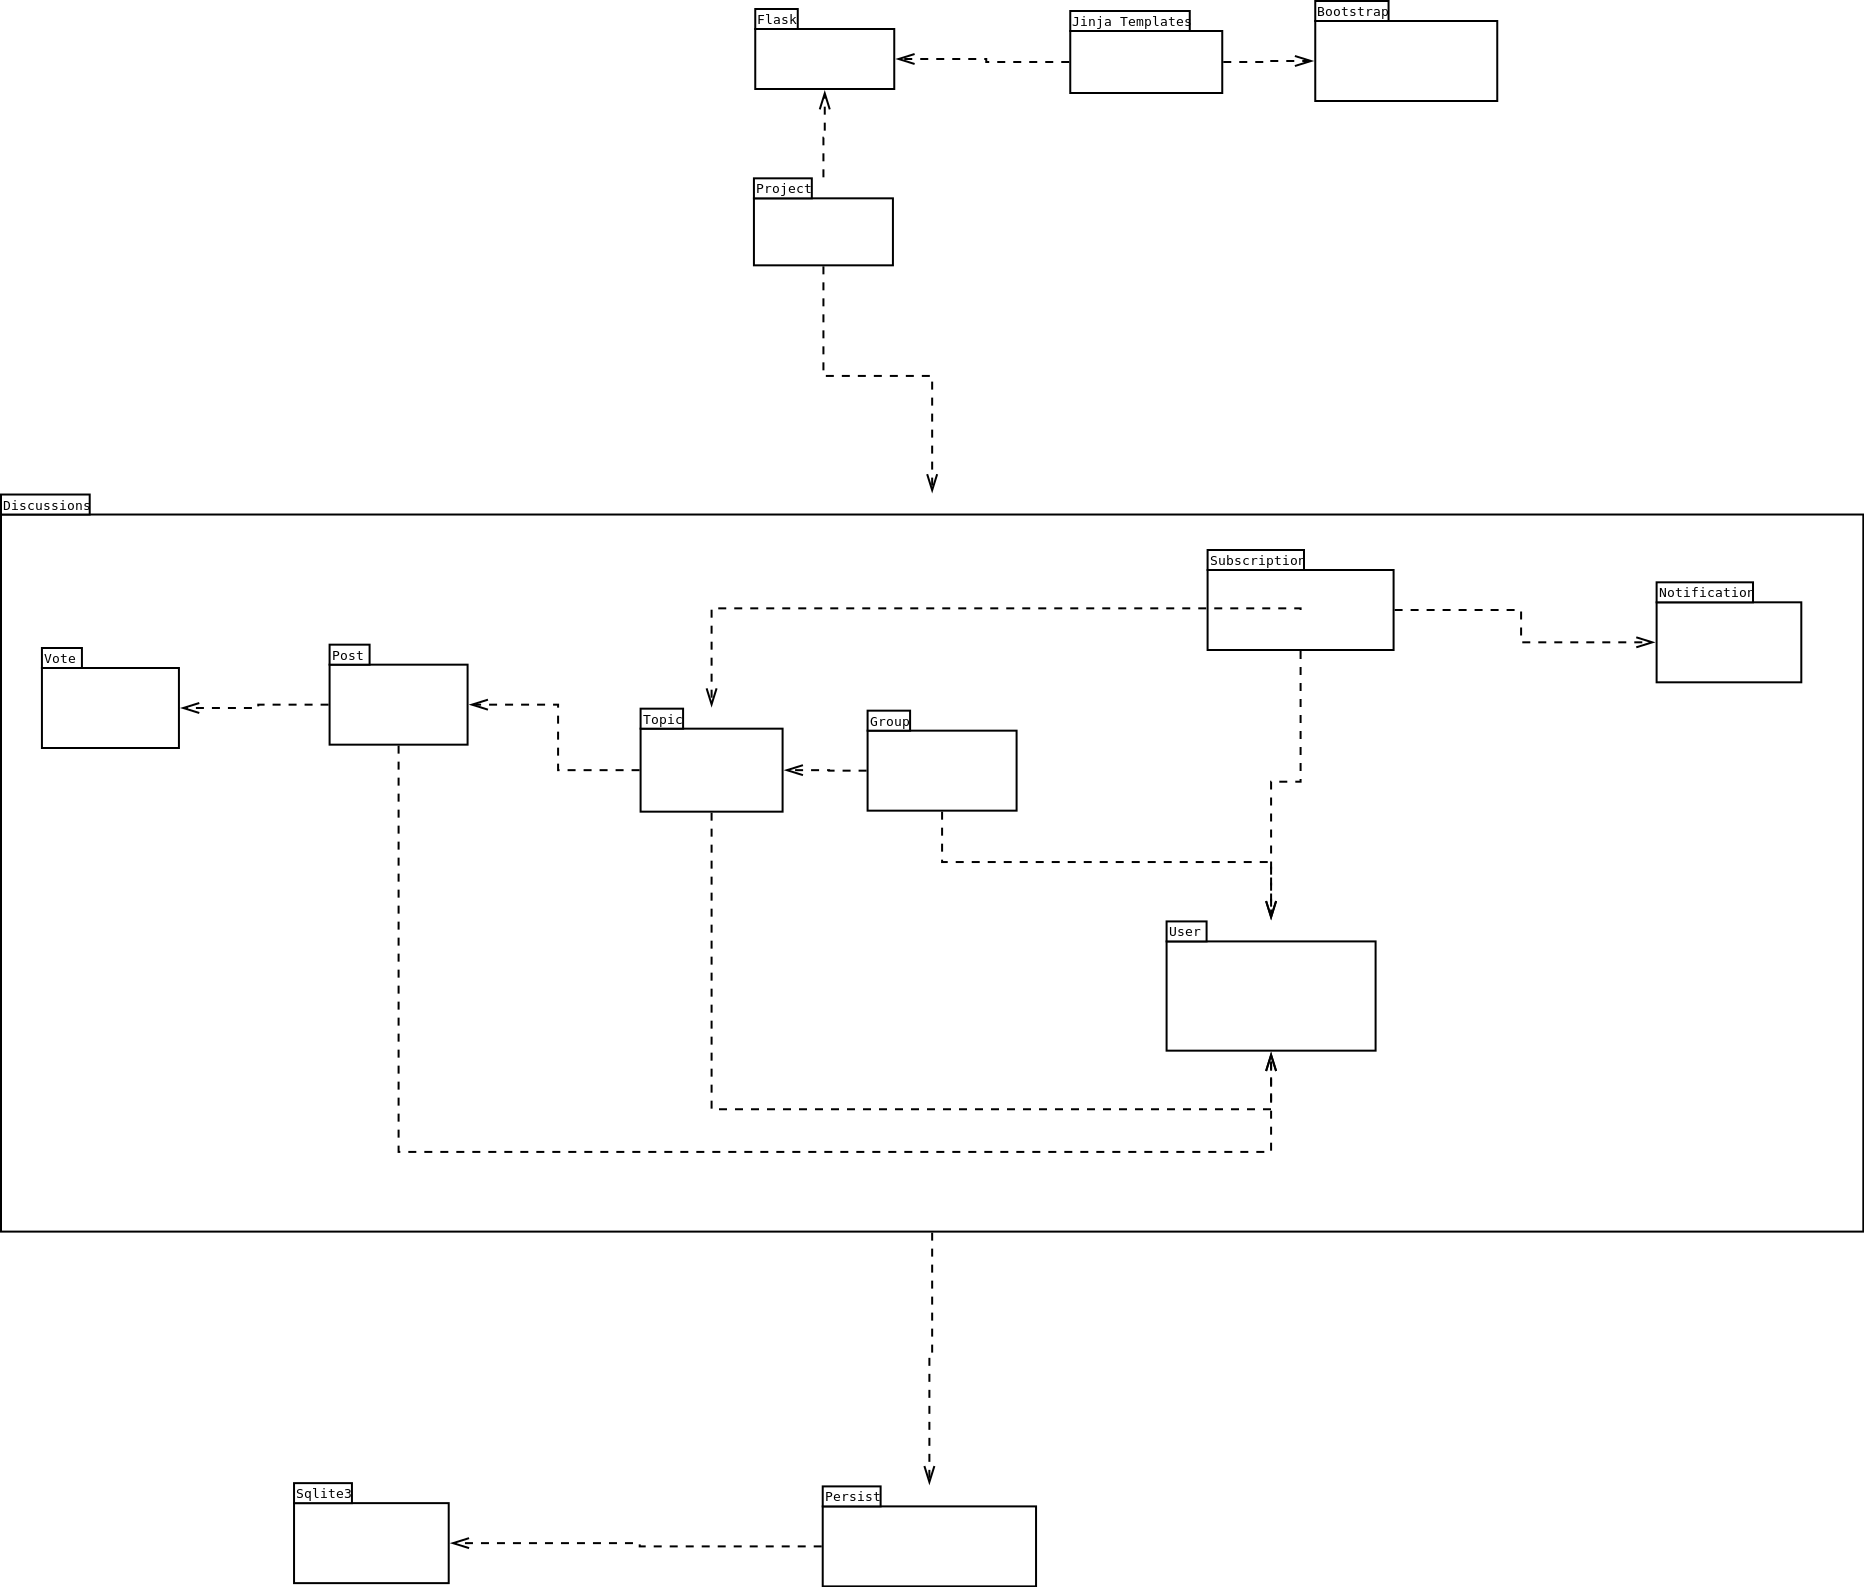 Flask
Jinja Templates
Bootstrap
Project
Discussions
Subscription
Notification
Vote
Post
Topic
Group
User
Sqlite3
Persist